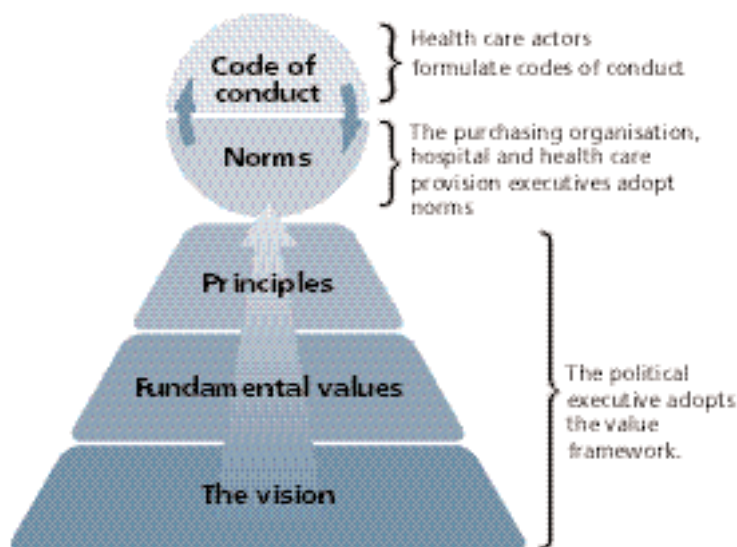 Code of
conduct
Health care actors
formulate codes of conduct
Norms
The purchasing organisation,
hospital and health care
provision executives adopt
norms
Principles
Fundamental values
The vision
The political
executive adopts
the value
framework.